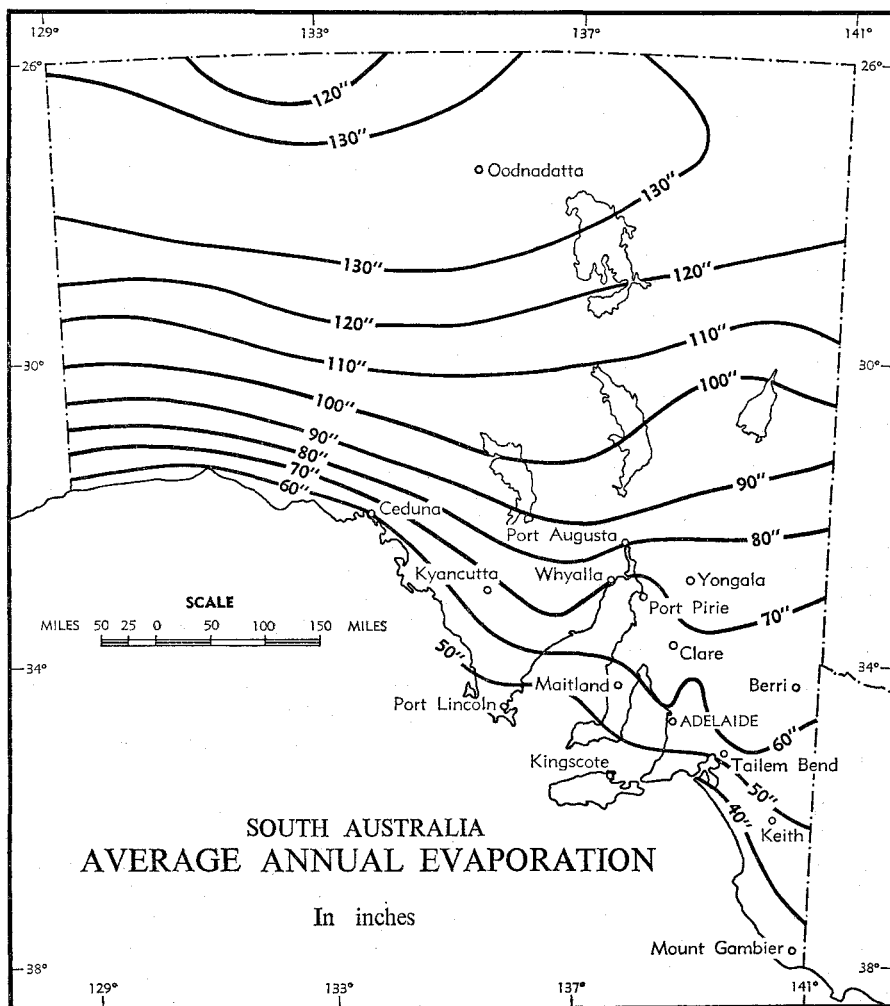 129° 133° 137° 141°
26° 26°
120"
130"
Oodnadatta
130"
130"
120"
120"
110"
110"
30° 30°
100"
100"
90"
80"
70"
90"
60"
Ceduna
Port Augusta
80"
Kyancutta
Whyalla
Yongala
SCALE
Port Pirie
70"
MILES 50 25 0 50 100 150 MILES
50"
Clare
34° 34°
Maitland
Berri
Port Lincoln
ADELAIDE
60"
Kingscote
Tailem Bend
50"
40"
Keith
SOUTH AUSTRALIA
AVERAGE ANNUAL EVAPORATION
In inches
Mount Gambier
38° 38°
129° 133° 137° 141°